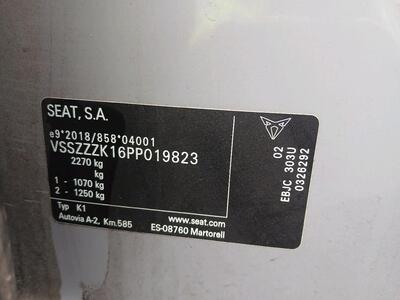 SEAT, S.A.
e9*2018/858*04001
VSSZZZK16PP019823
2270 kg
kg
1 - 1070 kg
2 - 1250 kg
Typ K1
www.seat.com
Autovia A-2, Km.585 ES-08760 Martorell
02
EBJC 303U
0326292